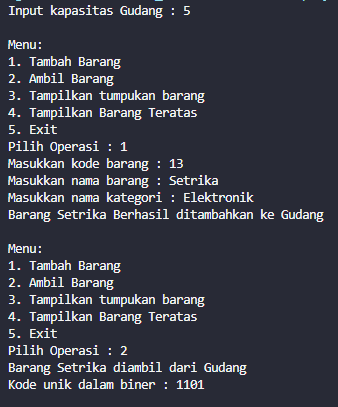 Input kapasitas Gudang : 5
Menu:
1. Tambah Barang
2. Ambil Barang
3. Tampilkan tumpukan barang
4. Tampilkan Barang Teratas
5. Exit
Pilih Operasi : 1
Masukkan kode barang : 13
Masukkan nama barang : Setrika
Masukkan nama kategori : Elektronik
Barang Setrika Berhasil ditambahkan ke Gudang
Menu:
1. Tambah Barang
2. Ambil Barang
3. Tampilkan tumpukan barang
4. Tampilkan Barang Teratas
5. Exit
Pilih Operasi : 2
Barang Setrika diambil dari Gudang
Kode unik dalam biner : 1101